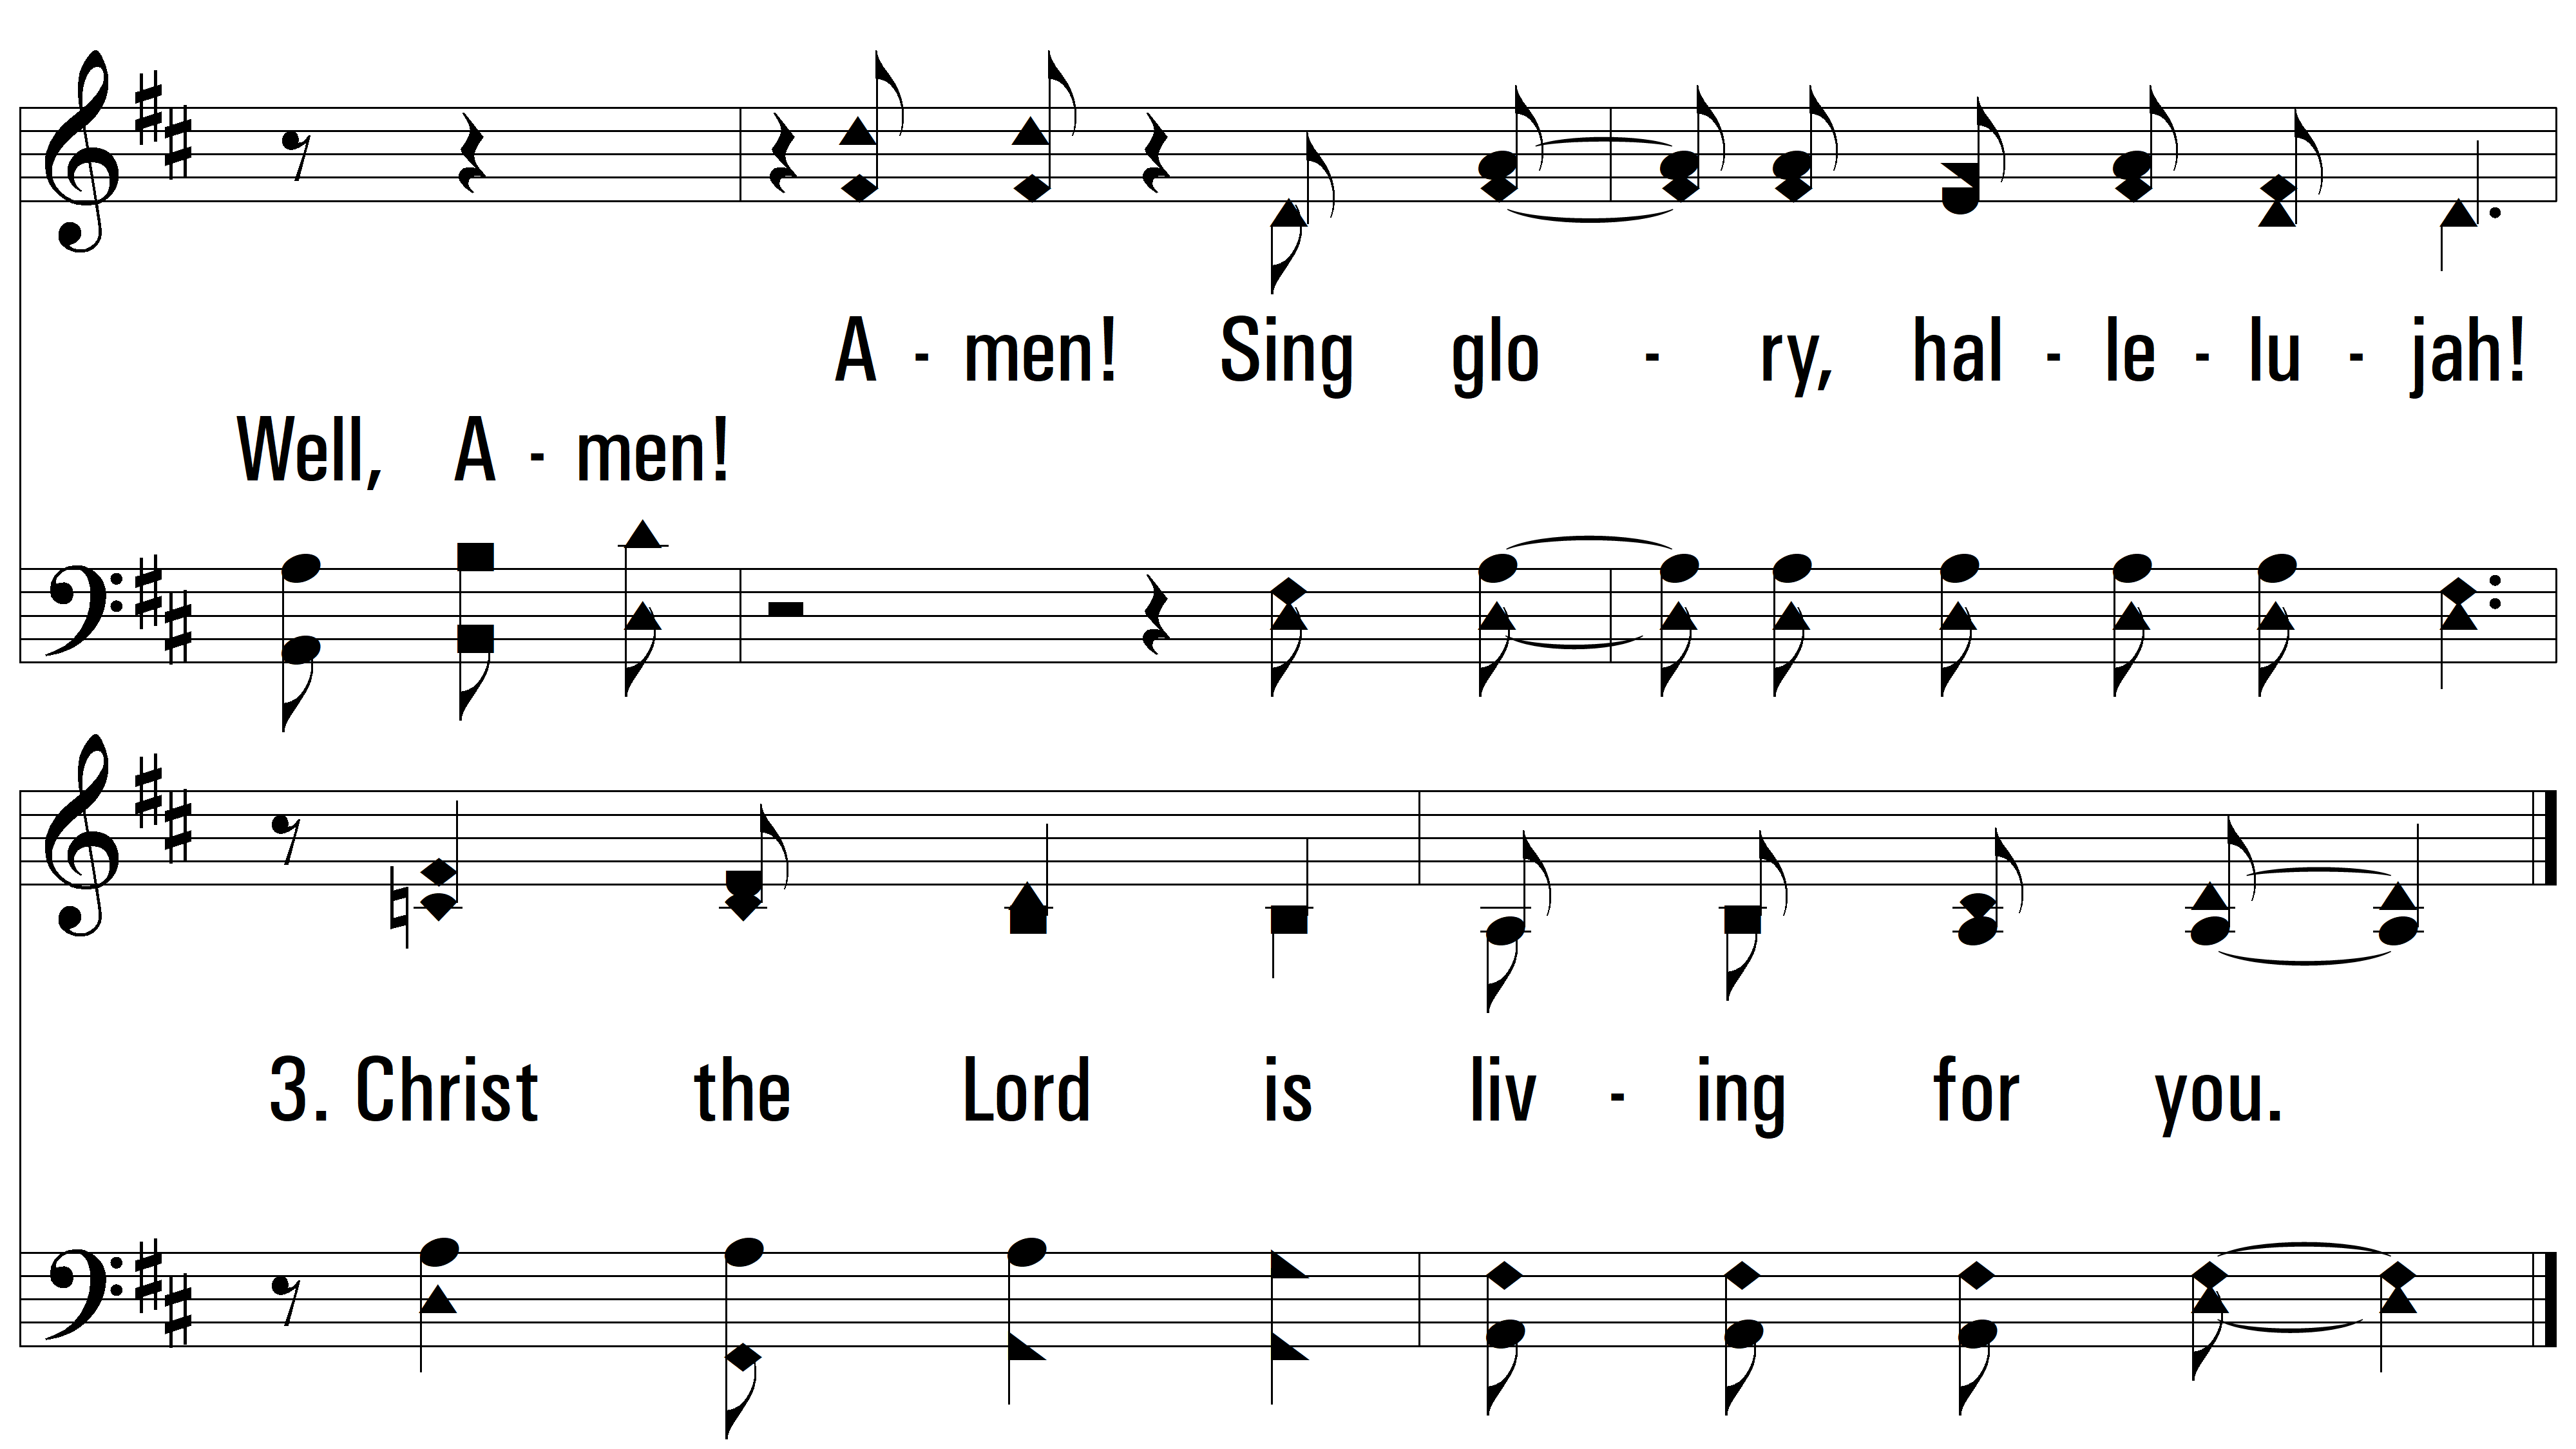 A - men! Sing glo - ry, hal - le - lu - jah!
Well, A - men!
3. Christ the Lord is liv - ing for you.